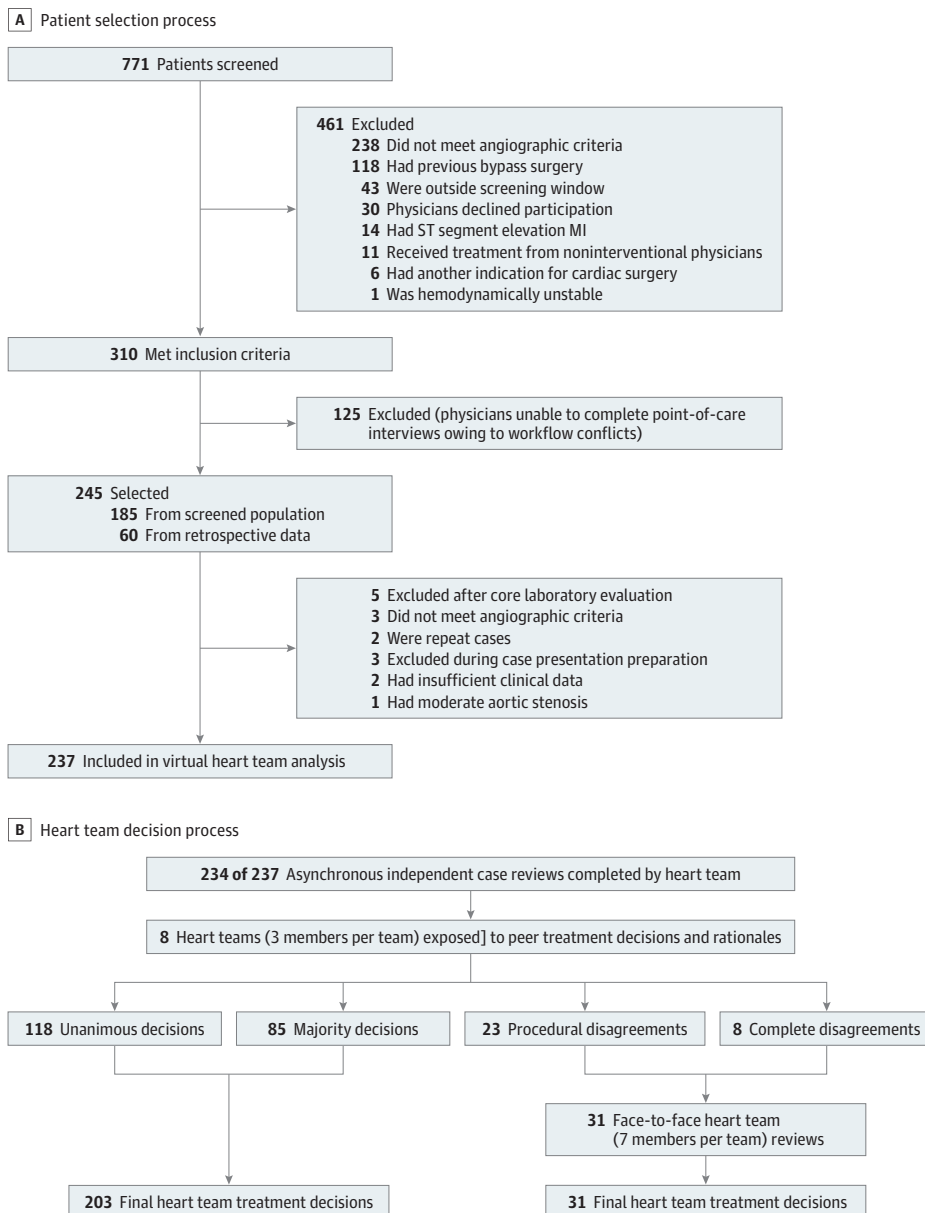 A Patient selection process
771 Patients screened
461 Excluded
238 Did not meet angiographic criteria
118 Had previous bypass surgery
43 Were outside screening window
30 Physicians declined participation
14 Had ST segment elevation MI
11 Received treatment from noninterventional physicians
6 Had another indication for cardiac surgery
1 Was hemodynamically unstable
310 Met inclusion criteria
125 Excluded (physicians unable to complete point-of-care
interviews owing to workflow conflicts)
245 Selected
185 From screened population
60 From retrospective data
5 Excluded after core laboratory evaluation
3 Did not meet angiographic criteria
2 Were repeat cases
3 Excluded during case presentation preparation
2 Had insufficient clinical data
1 Had moderate aortic stenosis
237 Included in virtual heart team analysis
B Heart team decision process
234 of 237 Asynchronous independent case reviews completed by heart team
8 Heart teams (3 members per team) exposed] to peer treatment decisions and rationales
118 Unanimous decisions
85 Majority decisions
23 Procedural disagreements
8 Complete disagreements
31 Face-to-face heart team
(7 members per team) reviews
203 Final heart team treatment decisions
31 Final heart team treatment decisions